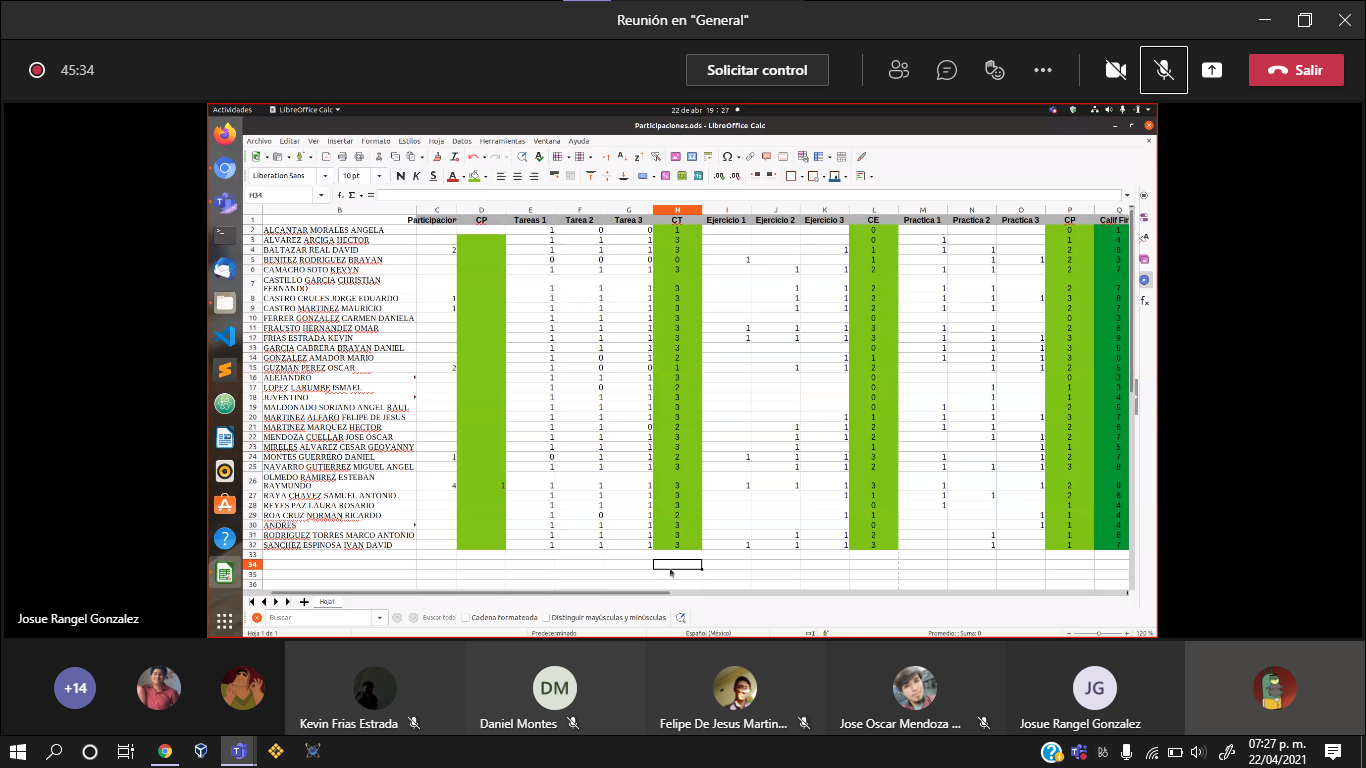 Reunión en "General"
45:34
Solicitar control
Salir
Actividades LibreOffice Calc 22 de abr 19 : 27
Participaciones.ods - LibreOffice Calc
Archivo Editar Ver Insertar Formato Estilos Hoja Datos Herramientas Ventana Ayuda
Liberation Sans 10 pt N K S
H34
B C D E F G H I J K L M N O P Q
1 Participacion CP Tareas 1 Tarea 2 Tarea 3 CT Ejercicio 1 Ejercicio 2 Ejercicio 3 CE Practica 1 Practica 2 Practica 3 CP Calif Fin
2 ALCANTAR MORALES ANGELA 1 0 0 1 0 0 1
3 ALVAREZ ARCIGA HECTOR 1 1 1 3 0 1 1 4
4 BALTAZAR REAL DAVID 2 1 1 1 3 1 1 1 1 2 6
5 BENITEZ RODRIGUEZ BRAYAN 0 0 0 0 1 1 1 1 2 3
6 CAMACHO SOTO KEVYN 1 1 1 3 1 1 2 1 1 2 7
7 CASTILLO GARCIA CHRISTIAN
FERNANDO 1 1 1 3 1 1 2 1 1 2 7
8 CASTRO CRUCES JORGE EDUARDO 1 1 1 1 3 1 1 2 1 1 1 3 8
9 CASTRO MARTINEZ MAURICIO 1 1 1 1 3 1 1 2 1 1 2 7
10 FERRER GONZALEZ CARMEN DANIELA 1 1 1 3 0 0 3
11 FRAUSTO HERNANDEZ OMAR 1 1 1 3 1 1 1 3 1 1 2 8
12 FRIAS ESTRADA KEVIN 1 1 1 3 1 1 1 3 1 1 1 3 9
13 GARCIA CABRERA BRAYAN DANIEL 1 1 1 3 0 1 1 1 3 6
14 GONZALEZ AMADOR MARIO 1 0 1 2 1 1 1 1 1 3 6
15 GUZMAN PEREZ OSCAR 2 1 0 0 1 1 1 2 1 1 2 5
16 ALEJANDRO 1 1 1 3 0 0 3
17 LOPEZ LARUMBE ISMAEL 1 0 1 2 0 1 1 3
18 JUVENTINO 1 1 1 3 0 1 1 4
19 MALDONADO SORIANO ANGEL RAUL 1 1 1 3 0 1 1 2 5
20 MARTINEZ ALFARO FELIPE DE JESUS 1 1 1 3 1 1 1 1 1 3 7
21 MARTINEZ MARQUEZ HECTOR 1 1 0 2 1 1 2 1 1 2 6
22 MENDOZA CUELLAR JOSE OSCAR 1 1 1 3 1 1 2 1 1 2 7
23 MIRELES ALVAREZ CESAR GEOVANNY 1 1 1 3 1 1 1 1 5
24 MONTES GUERRERO DANIEL 1 0 1 1 2 1 1 1 3 1 1 2 7
25 NAVARRO GUTIERREZ MIGUEL ANGEL 1 1 1 3 1 1 2 1 1 1 3 8
26 OLMEDO RAMIREZ ESTEBAN
RAYMUNDO 4 1 1 1 1 3 1 1 1 3 1 1 2 9
27 RAYA CHAVEZ SAMUEL ANTONIO 1 1 1 3 1 1 1 1 2 6
28 REYES PAZ LAURA ROSARIO 1 1 1 3 0 1 1 4
29 ROA CRUZ NORMAN RICARDO 1 0 1 2 1 1 1 1 4
30 ANDRES 1 1 1 3 0 1 1 4
31 RODRIGUEZ TORRES MARCO ANTONIO 1 1 1 3 1 1 2 1 1 6
32 SANCHEZ ESPINOSA IVAN DAVID 1 1 1 3 1 1 1 3 1 1 7
33
34
35
36
Hoja1
Buscar Buscar todo Cadena formateada Distinguir mayúsculas y minúsculas
Hoja 1 de 1 Predeterminado Español (México) Promedio: ; Suma: 0 120 %
Josue Rangel Gonzalez
+14
DM
JG
Kevin Frias Estrada
Daniel Montes
Felipe De Jesus Martin...
Jose Oscar Mendoza ...
Josue Rangel Gonzalez
07:27 p. m.
22/04/2021